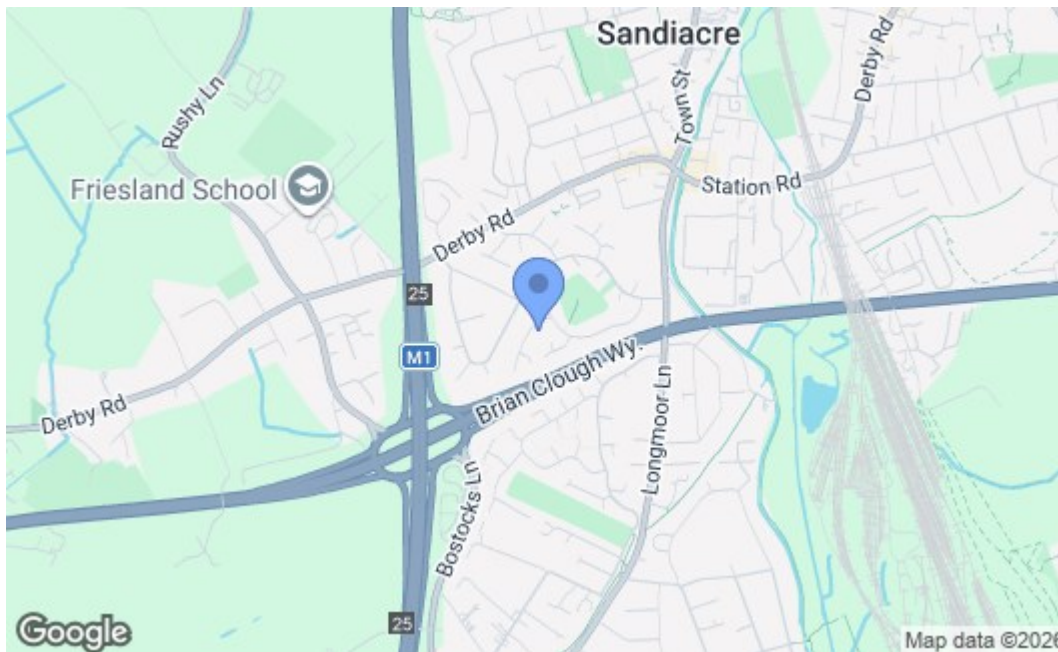 Sandiacre
Rushy Ln
Town St
Derby Rd
Friesland School
Station Rd
Derby Rd
25
M1
Brian Clough Wy.
Derby Rd
Longmoor Ln
Bostocks Ln
25
Google
Map data ©2026